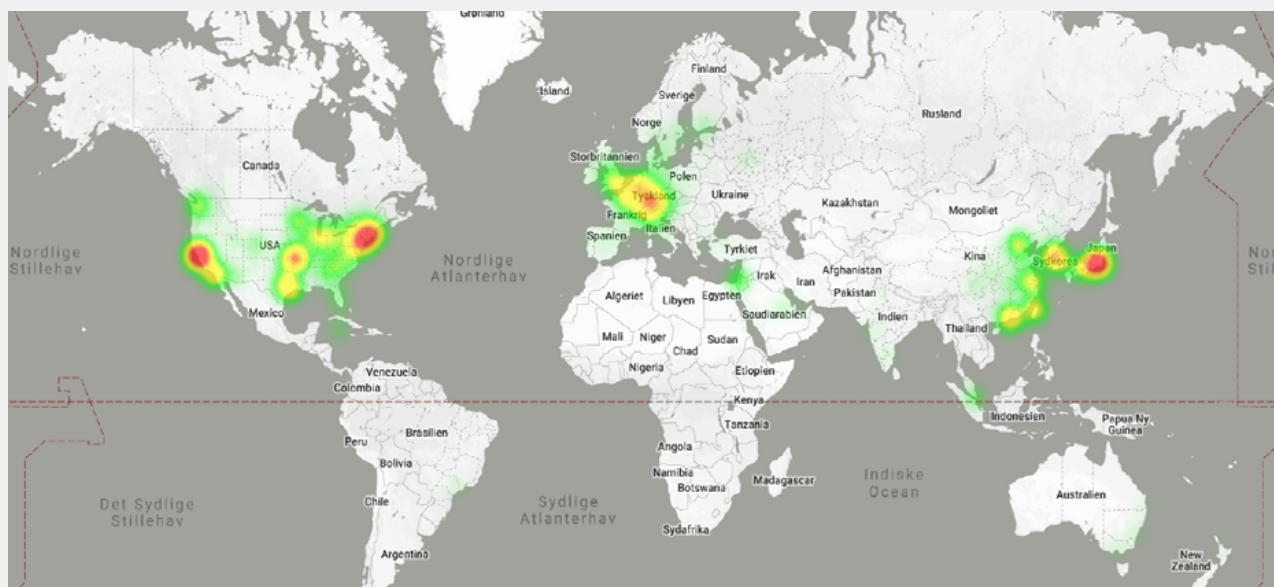 Grønland
Island
Finland
Sverige
Norge
Rusland
Canada
Storbritannien
Polen
Tyskland
Ukraine
Kazakhstan
Mongoliet
Frankrig
Italien
Spanien
Tyrkiet
USA
Nordlige
Stillehav
Nordlige
Atlanterhav
Japan
Kina
Sydkorea
Irak
Iran
Afghanistan
Pakistan
Algeriet
Libyen
Egypten
Saudiarabien
Indien
Mexico
Thailand
Mali
Niger
Chad
Sudan
Nigeria
Etiopien
Venezuela
Colombia
Kenya
Indonesien
Papua Ny
Guinea
Tanzania
Brasilien
Peru
Angola
Bolivia
Namibia
Botswana
Madagascar
Indiske
Ocean
Australien
Chile
Det Sydlige
Stillehav
Sydlige
Atlanterhav
Sydafrika
Argentina
New
Zealand